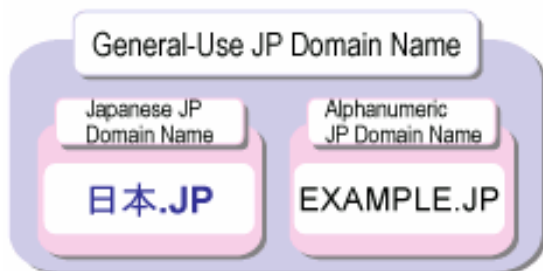 General-Use JP Domain Name
Japanese JP
Domain Name
日本.JP
Alphanumeric
JP Domain Name
EXAMPLE.JP